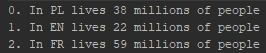 0. In PL lives 38 millions of people
1. In EN lives 22 millions of people
2. In FR lives 59 millions of people